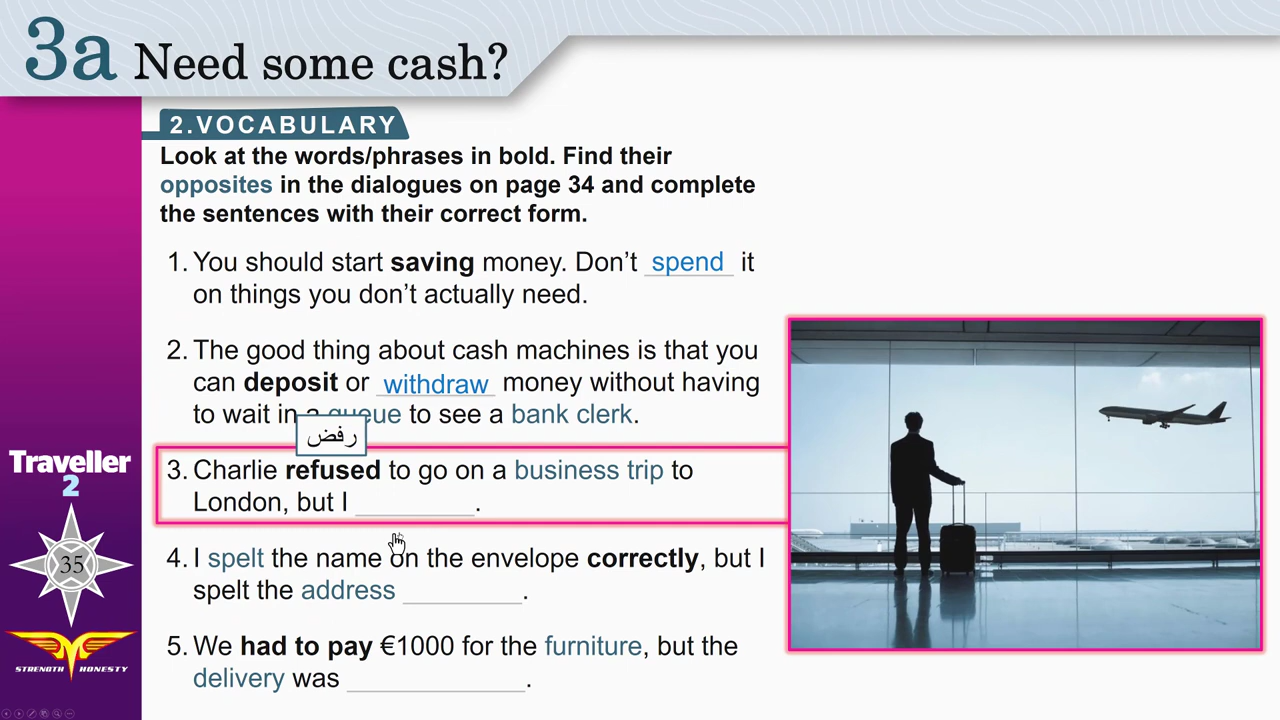 3a Need some cash?
2.VOCABULARY
Look at the words/phrases in bold. Find their
opposites in the dialogues on page 34 and complete
the sentences with their correct form.
1. You should start saving money. Don't spend it
on things you don't actually need.
2. The good thing about cash machines is that you
can deposit or withdraw money without having
to wait in a queue to see a bank clerk.
رفض
3. Charlie refused to go on a business trip to
London, but I __________.
4. I spelt the name on the envelope correctly, but I
spelt the address __________.
5. We had to pay €1000 for the furniture, but the
delivery was _______________.
Traveller
2
35
STRENGTH HONESTY